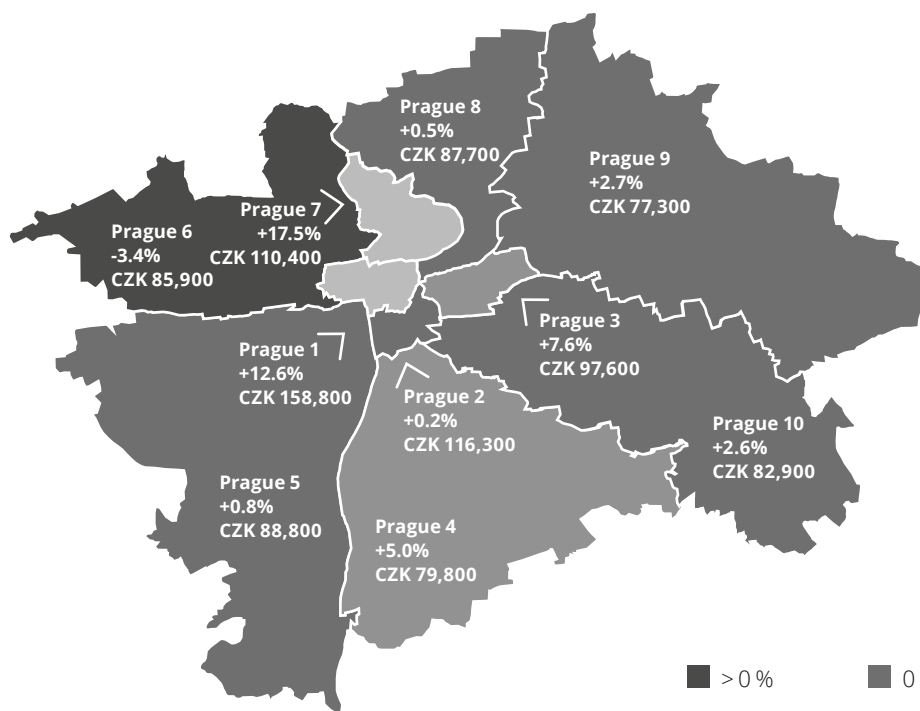 Prague 8
+0.5%
CZK 87,700
Prague 9
+2.7%
CZK 77,300
Prague 7
+17.5%
CZK 110,400
Prague 6
-3.4%
CZK 85,900
Prague 3
+7.6%
CZK 97,600
Prague 1
+12.6%
CZK 158,800
Prague 2
+0.2%
CZK 116,300
Prague 10
+2.6%
CZK 82,900
Prague 5
+0.8%
CZK 88,800
Prague 4
+5.0%
CZK 79,800
>0 %
0